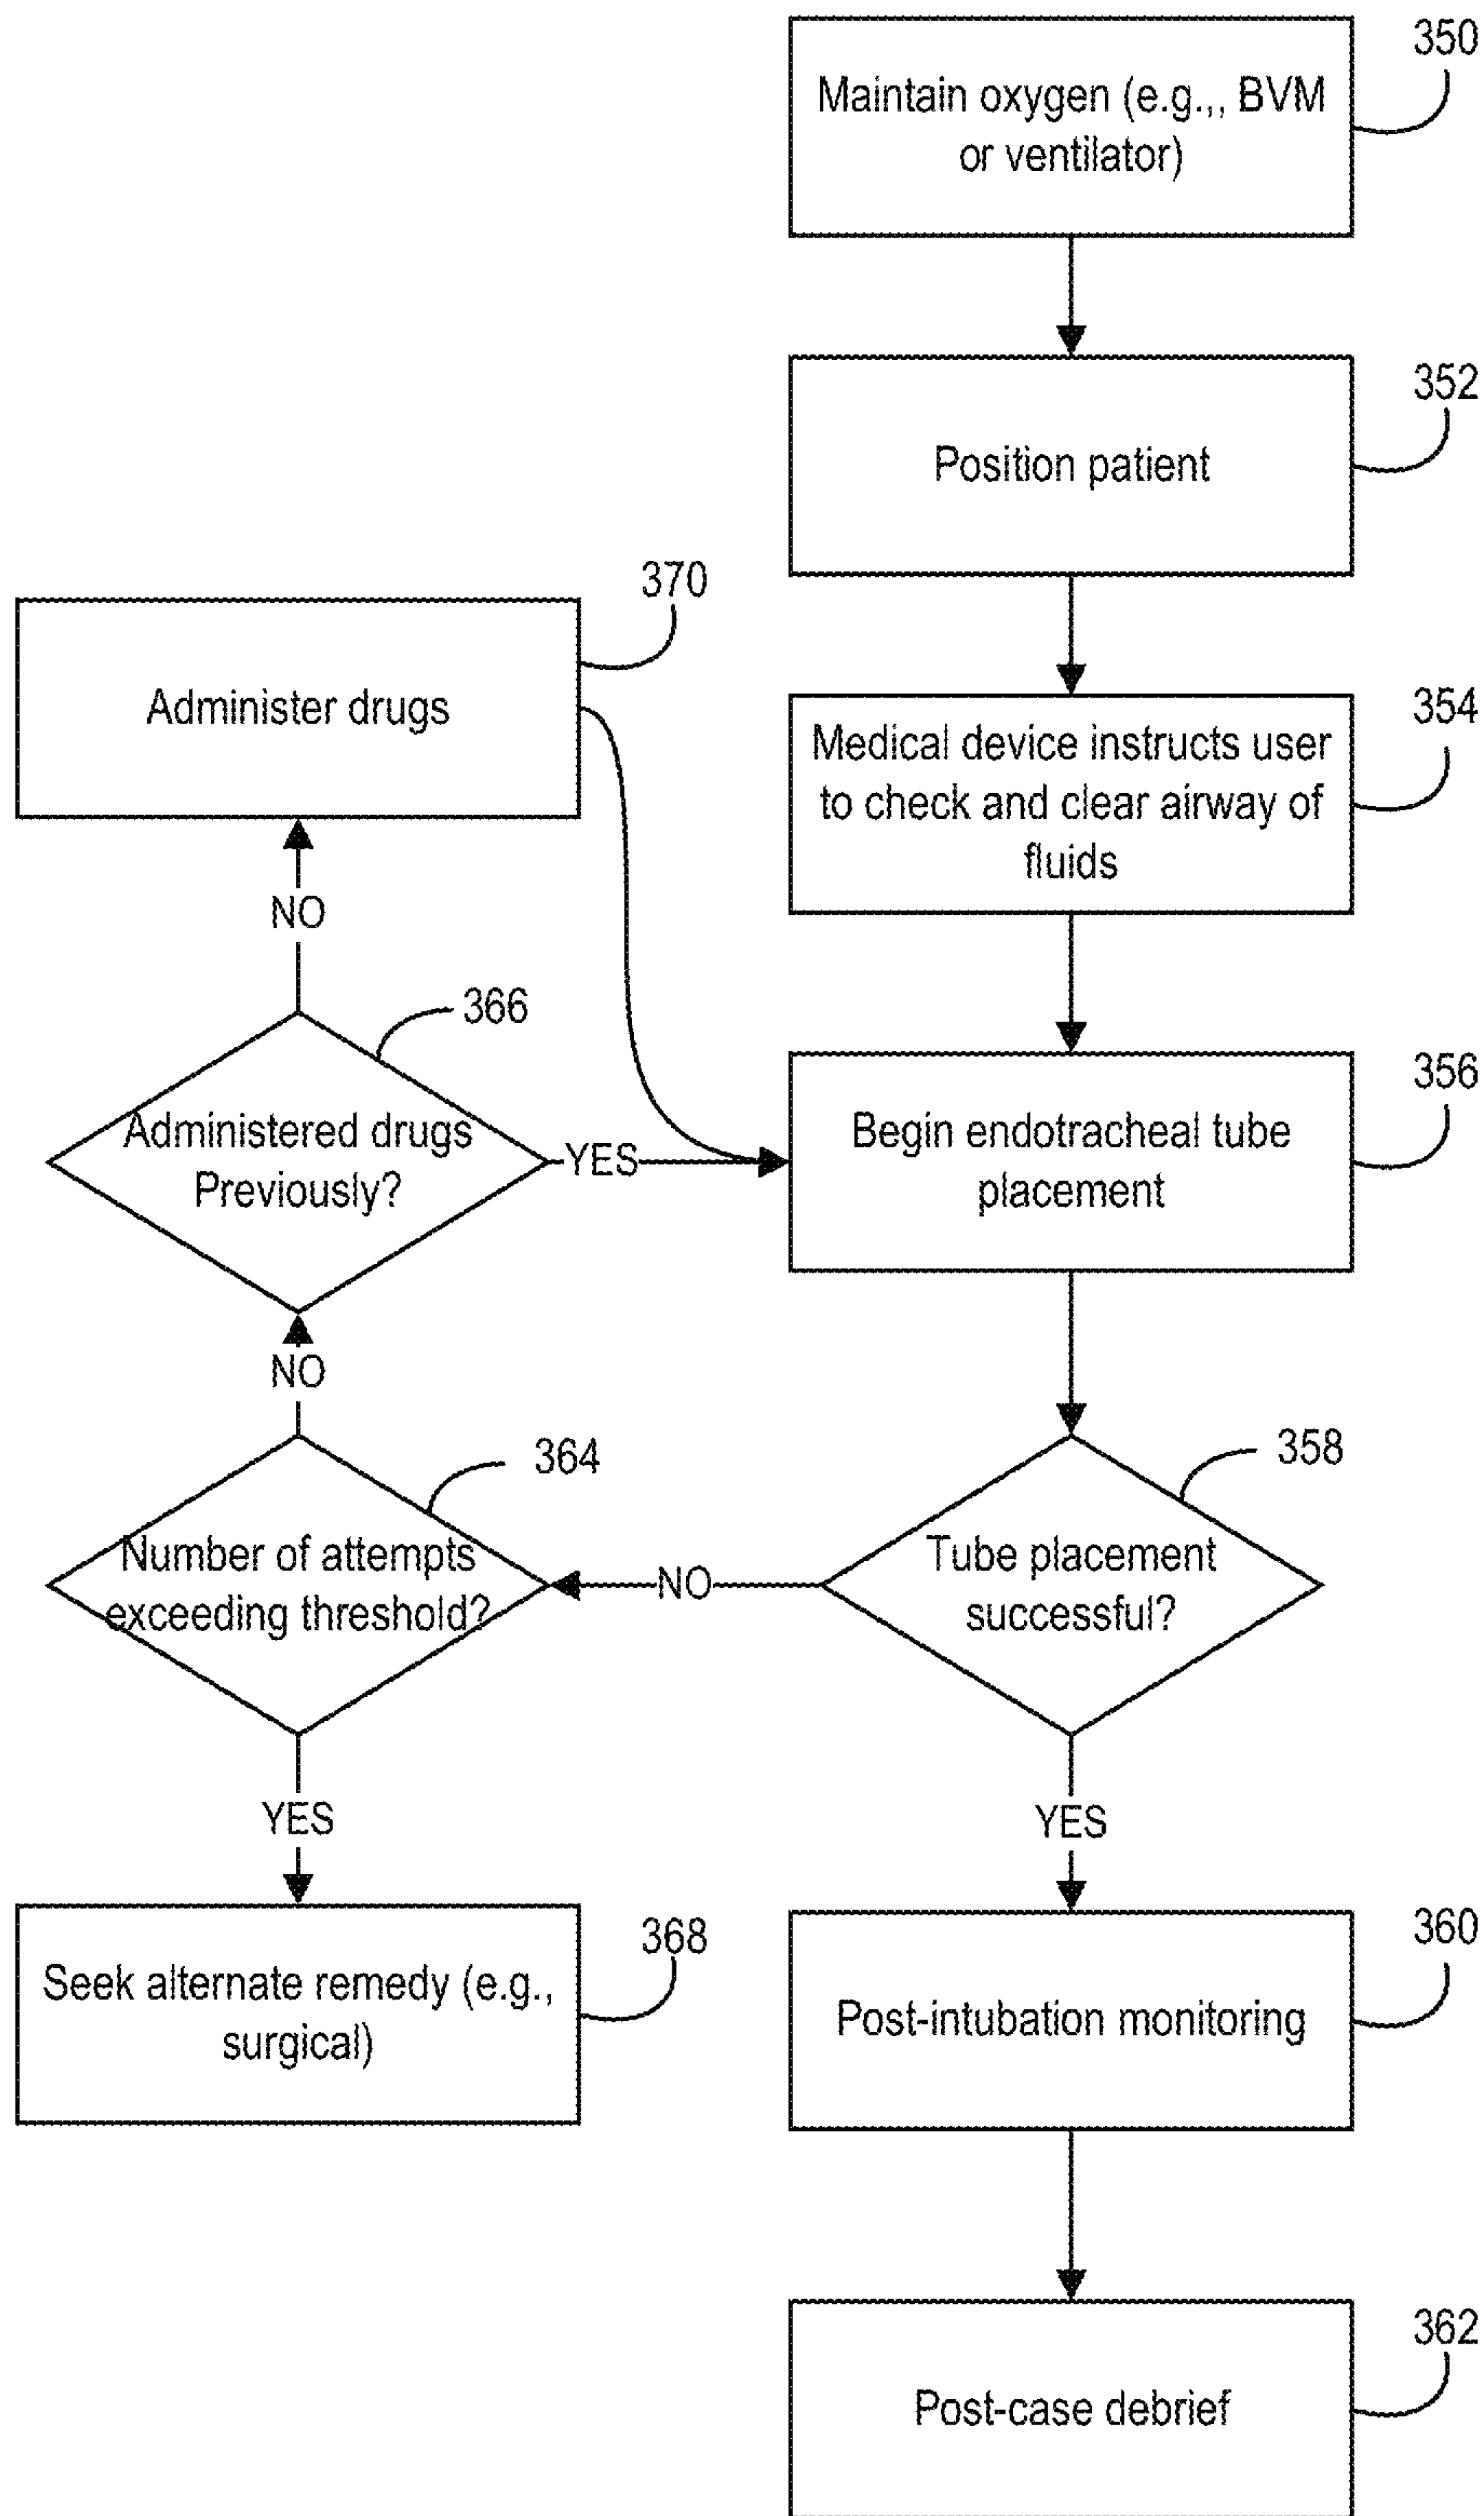 350
Maintain oxygen (e.g.,, BVM
or ventilator)
352
Position patient
370
Administer drugs
354
Medical device instructs user
to check and clear airway of
fluids
NO
366
Administered drugs
Previously?
YES
356
Begin endotracheal tube
placement
NO
364
Number of attempts
exceeding threshold?
NO
358
Tube placement
successful?
YES
YES
368
Seek alternate remedy (e.g.,
surgical)
360
Post-intubation monitoring
362
Post-case debrief